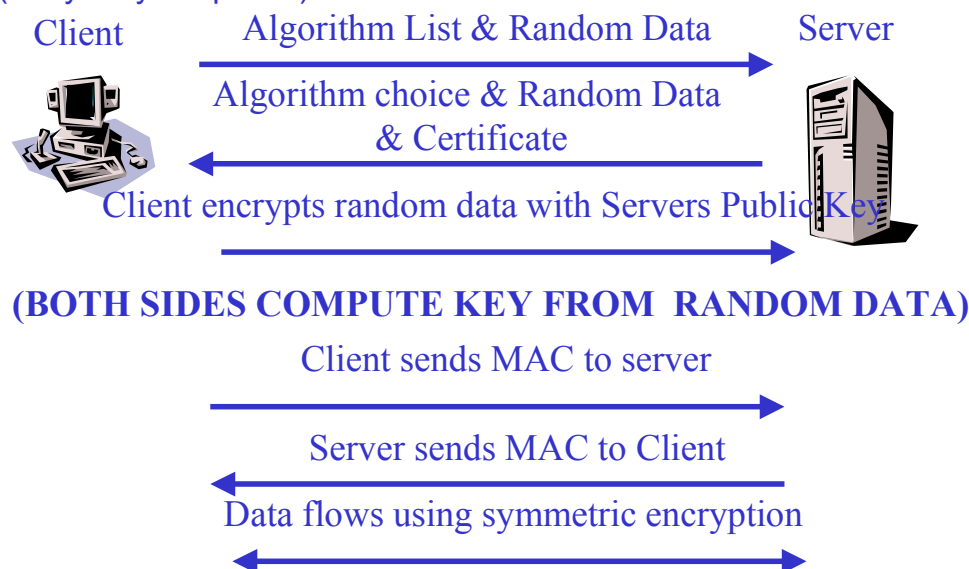 Client Algorithm List & Random Data Server
Algorithm choice & Random Data
& Certificate
Client encrypts random data with Servers Public Key
(BOTH SIDES COMPUTE KEY FROM RANDOM DATA)
Client sends MAC to server
Server sends MAC to Client
Data flows using symmetric encryption